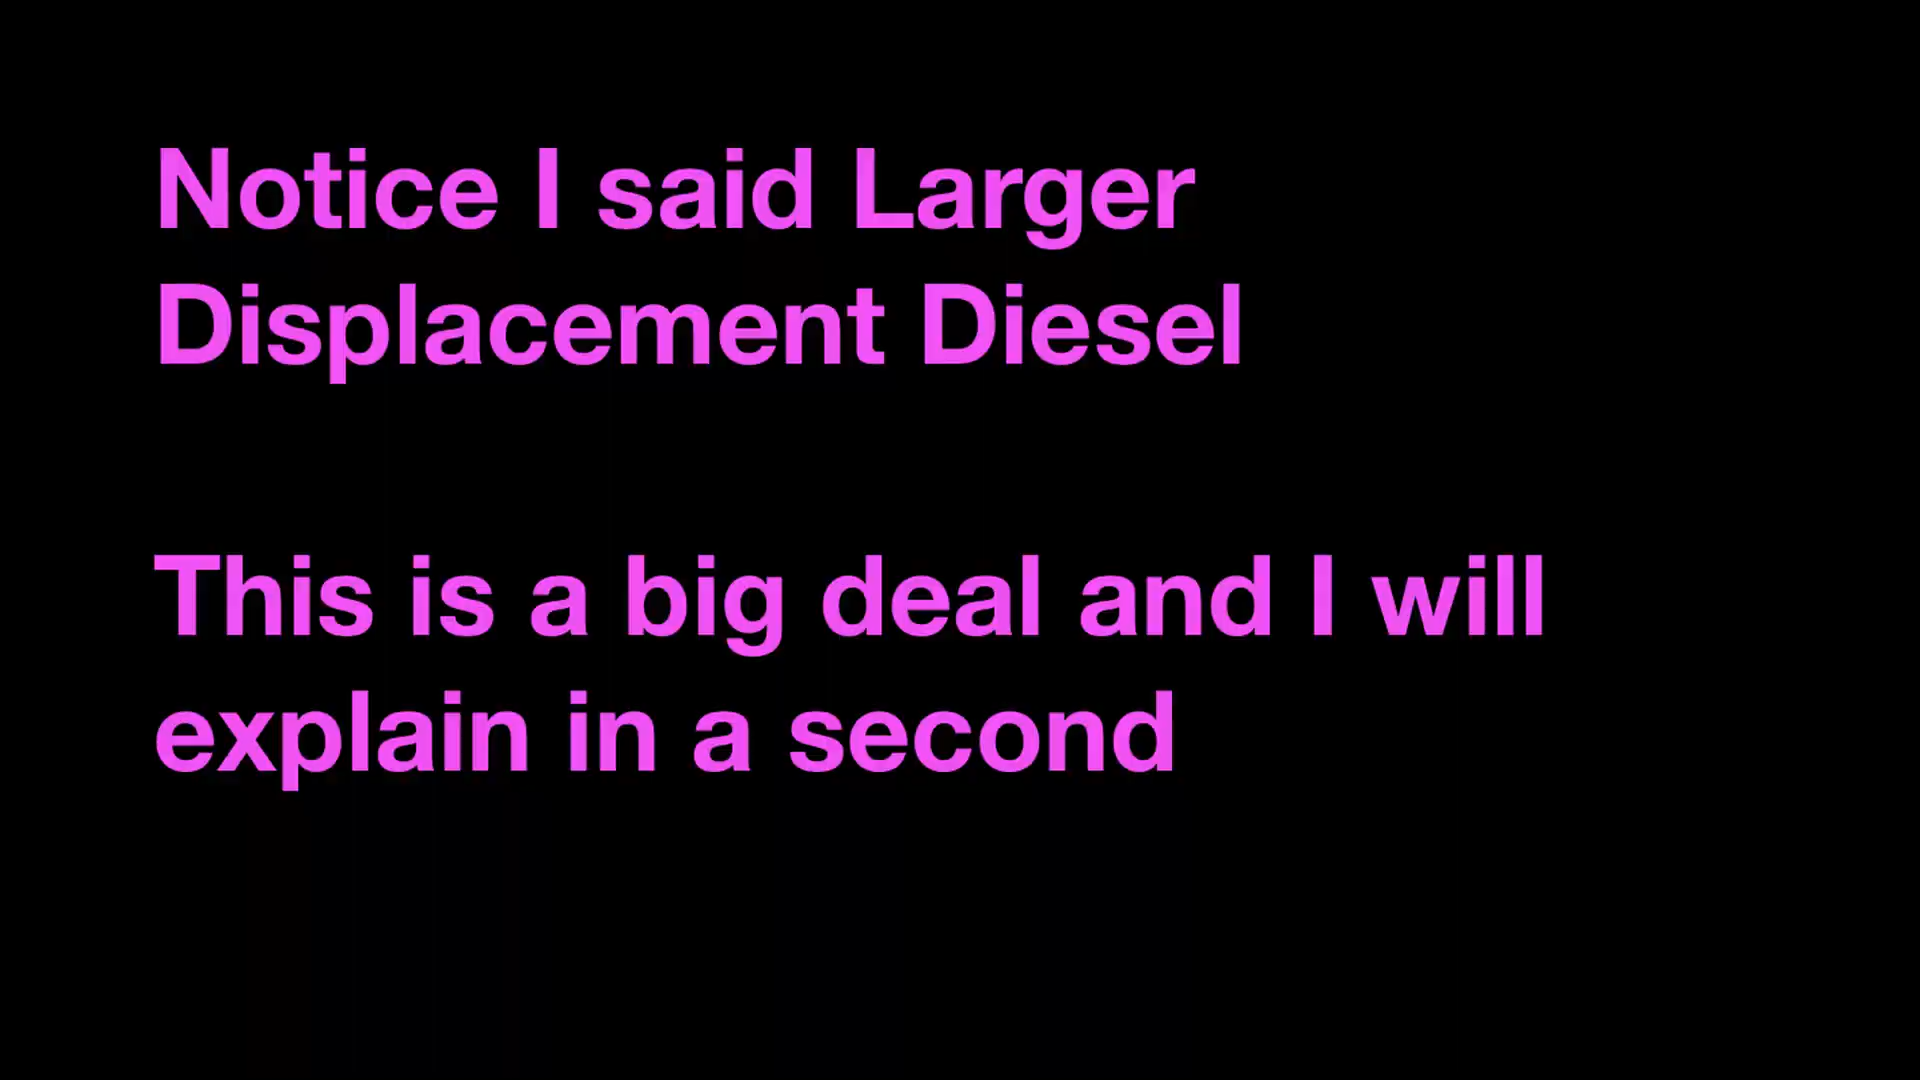 Notice I said Larger
Displacement Diesel
This is a big deal and I will
explain in a second